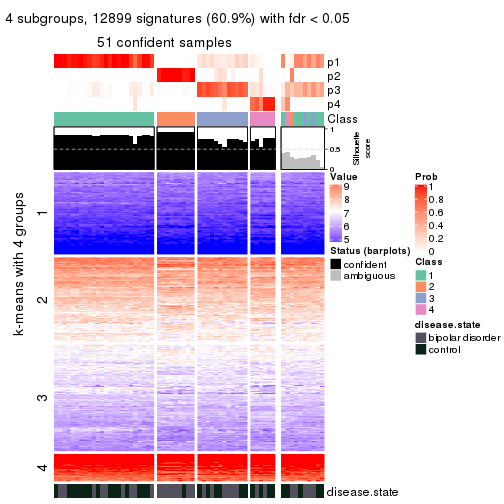 4 subgroups, 12899 signatures (60.9%) with fdr < 0.05
51 confident samples
p1
p2
p3
p4
Class
1
0.5
0
Silhouette
score
k-means with 4 groups
1
2
3
4
disease.state
Value
9
8
7
6
5
Status (barplots)
confident
ambiguous
Prob
1
0.8
0.6
0.4
0.2
0
Class
1
2
3
4
disease.state
bipolar disorder
control